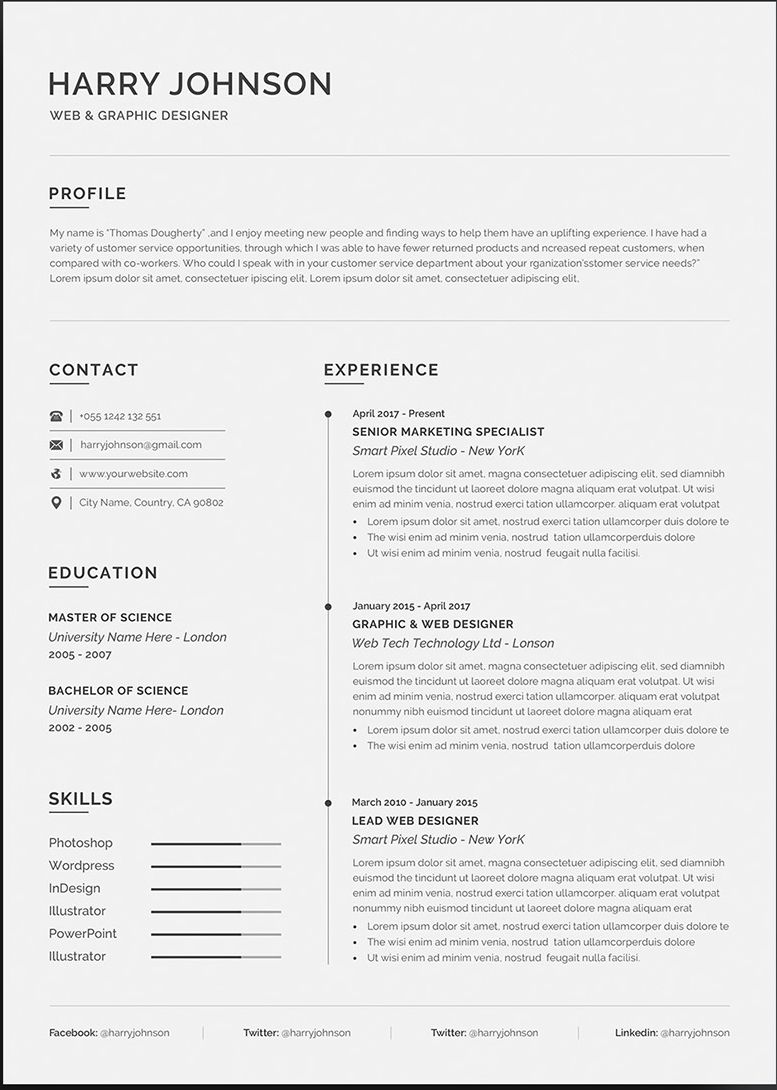 HARRY JOHNSON
WEB & GRAPHIC DESIGNER
PROFILE
My name is "Thomas Dougherty" ,and I enjoy meeting new people and finding ways to help them have an uplifting experience. I have had a
variety of ustomer service opportunities, through which I was able to have fewer returned products and ncreased repeat customers, when
compared with co-workers. Who could I speak with in your customer service department about your rganization'sstomer service needs?"
Lorem ipsum dolor sit amet, consectetuer ipiscing elit, Lorem ipsum dolor sit amet, consectetuer adipiscing elit,
CONTACT
+055 1242 132 551
harryjohnson@gmail.com
www.yourwebsite.com
City Name, Country, CA 90802
EDUCATION
MASTER OF SCIENCE
University Name Here - London
2005 - 2007
BACHELOR OF SCIENCE
University Name Here- London
2002 - 2005
SKILLS
Photoshop
Wordpress
InDesign
Illustrator
PowerPoint
Illustrator
EXPERIENCE
April 2017 - Present
SENIOR MARKETING SPECIALIST
Smart Pixel Studio - New YorK
Lorem ipsum dolor sit amet, magna consectetuer adipiscing elit, sed diamnibh
euismod the tincidunt ut laoreet dolore magna aliquam erat volutpat. Ut wisi
enim ad minim venia, nostrud exerci tation ullamcorper. aliquam erat volutpat
• Lorem ipsum dolor sit amet, nostrud exerci tation ullamcorper duis dolore te
• The wisi enim ad minim venia, nostrud tation ullamcorperduis dolore
• Ut wisi enim ad minim venia, nostrud feugait nulla facilisi.
January 2015 - April 2017
GRAPHIC & WEB DESIGNER
Web Tech Technology Ltd - Lonson
Lorem ipsum dolor sit amet, magna consectetuer adipiscing elit, sed diamnibh
euismod the tincidunt ut laoreet dolore magna aliquam erat volutpat. Ut wisi
enim ad minim venia, nostrud exerci tation ullamcorper. aliquam erat volutpat
nonummy nibh euismod tincidunt ut laoreet dolore magna aliquam erat
• Lorem ipsum dolor sit amet, nostrud exerci tation ullamcorper duis dolore te
• The wisi enim ad minim venia, nostrud tation ullamcorperduis dolore
March 2010 - January 2015
LEAD WEB DESIGNER
Smart Pixel Studio - New YorK
Lorem ipsum dolor sit amet, magna consectetuer adipiscing elit, sed diamnibh
euismod the tincidunt ut laoreet dolore magna aliquam erat volutpat. Ut wisi
enim ad minim venia, nostrud exerci tation ullamcorper. aliquam erat volutpat
nonummy nibh euismod tincidunt ut laoreet dolore magna aliquam erat
• Lorem ipsum dolor sit amet, nostrud exerci tation ullamcorper duis dolore te
• The wisi enim ad minim venia, nostrud tation ullamcorperduis dolore
• Ut wisi enim ad minim venia, nostrud feugait nulla facilisi.
Facebook: @harryjohnson
Twitter: @harryjohnson
Twitter: @harryjohnson
Linkedin: @harryjohnson